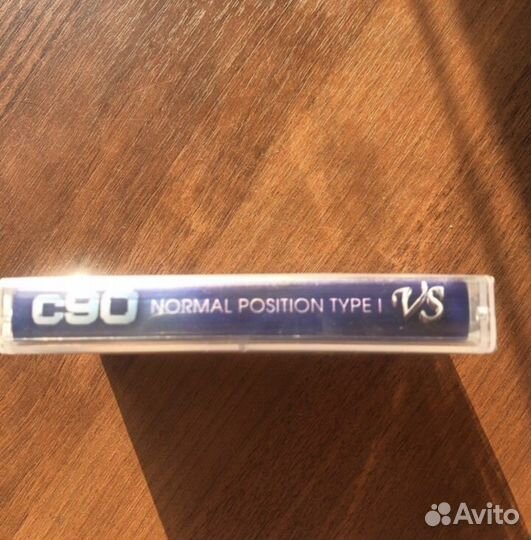 C90 NORMAL POSITION TYPE I VS
Avito